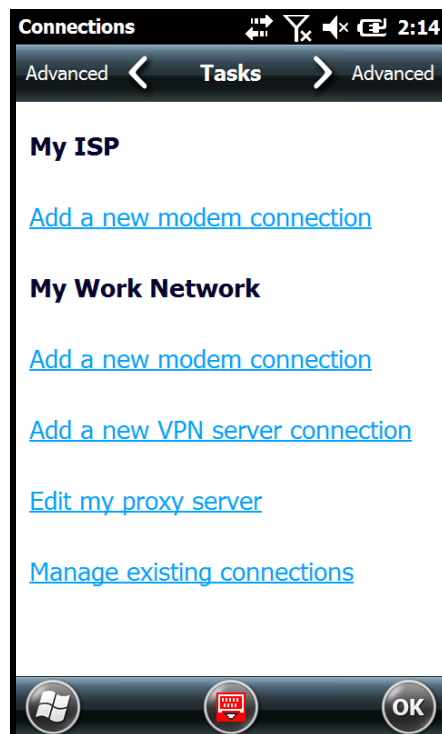 Connections 2:14
Advanced Tasks Advanced
My ISP
Add a new modem connection
My Work Network
Add a new modem connection
Add a new VPN server connection
Edit my proxy server
Manage existing connections
OK